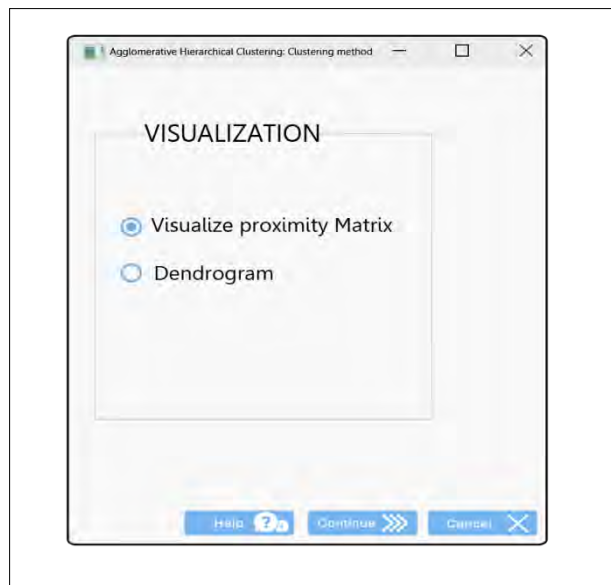 Agglomerative Hierarchical Clustering: Clustering method
VISUALIZATION
Visualize proximity Matrix
Dendrogram
Help
Continue
Cancel